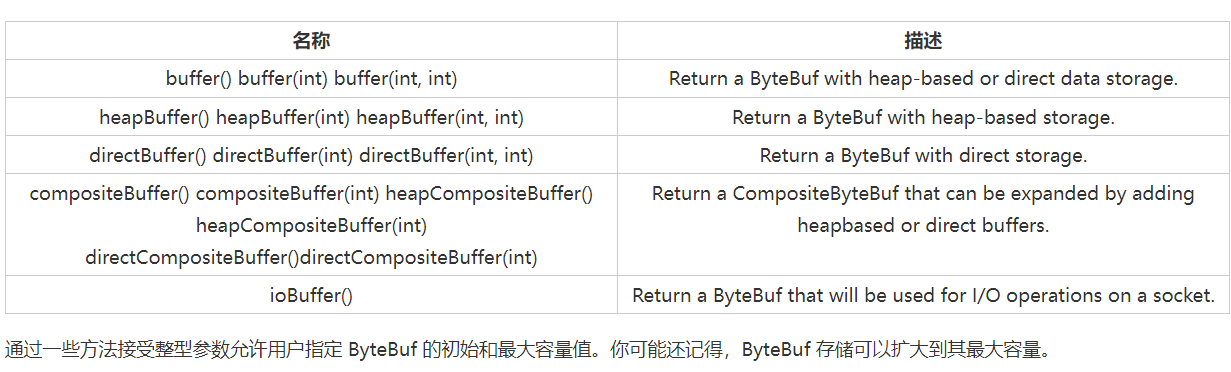 名称 描述
buffer() buffer(int) buffer(int, int) Return a ByteBuf with heap-based or direct data storage.
heapBuffer() heapBuffer(int) heapBuffer(int, int) Return a ByteBuf with heap-based storage.
directBuffer() directBuffer(int) directBuffer(int, int) Return a ByteBuf with direct storage.
compositeBuffer() compositeBuffer(int) heapCompositeBuffer()
heapCompositeBuffer(int)
directCompositeBuffer()directCompositeBuffer(int)
Return a CompositeByteBuf that can be expanded by adding
heapbased or direct buffers.
ioBuffer() Return a ByteBuf that will be used for I/O operations on a socket.
通过一些方法接受整型参数允许用户指定 ByteBuf 的初始和最大容量值。你可能还记得，ByteBuf 存储可以扩大到其最大容量。